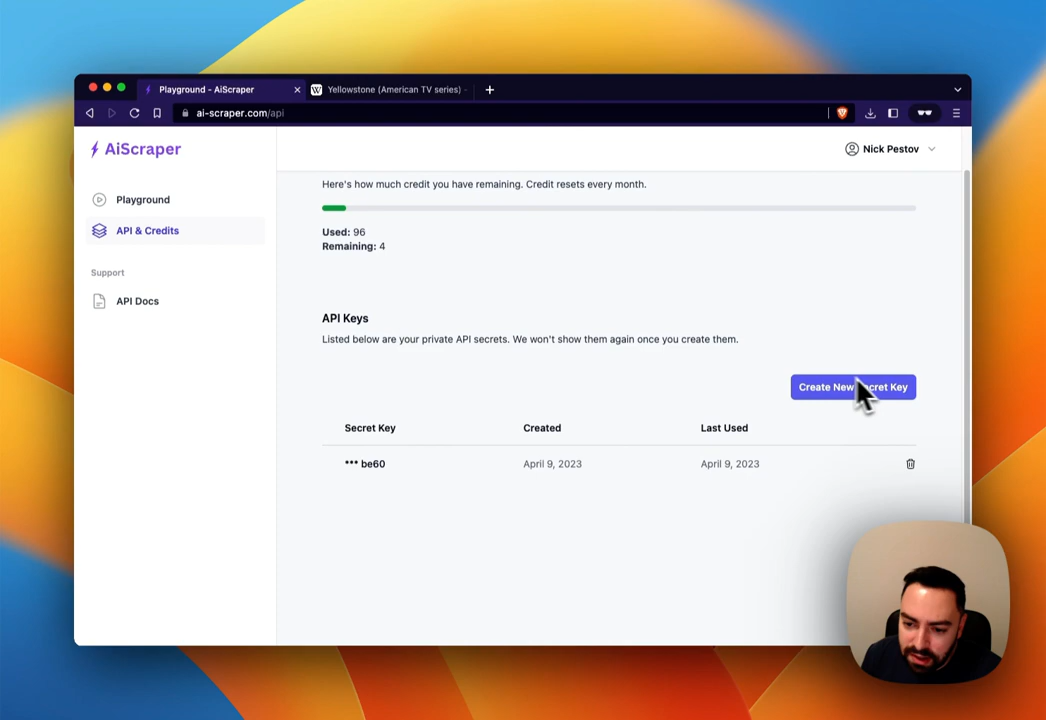 Playground - AiScraper
Yellowstone (American TV series) -
ai-scraper.com/api
AiScraper
Nick Pestov
Playground
API & Credits
Support
API Docs
Here's how much credit you have remaining. Credit resets every month.
Used: 96
Remaining: 4
API Keys
Listed below are your private API secrets. We won't show them again once you create them.
Create New Secret Key
Secret Key Created Last Used
*** be60 April 9, 2023 April 9, 2023